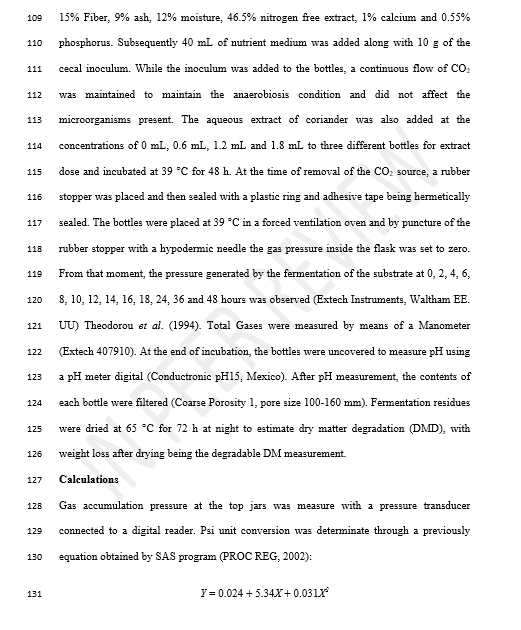 109 15% Fiber, 9% ash, 12% moisture, 46.5% nitrogen free extract, 1% calcium and 0.55%
110 phosphorus. Subsequently 40 mL of nutrient medium was added along with 10 g of the
111 cecal inoculum. While the inoculum was added to the bottles, a continuous flow of CO₂
112 was maintained to maintain the anaerobiosis condition and did not affect the
113 microorganisms present. The aqueous extract of coriander was also added at the
114 concentrations of 0 mL, 0.6 mL, 1.2 mL and 1.8 mL to three different bottles for extract
115 dose and incubated at 39 °C for 48 h. At the time of removal of the CO₂ source, a rubber
116 stopper was placed and then sealed with a plastic ring and adhesive tape being hermetically
117 sealed. The bottles were placed at 39 °C in a forced ventilation oven and by puncture of the
118 rubber stopper with a hypodermic needle the gas pressure inside the flask was set to zero.
119 From that moment, the pressure generated by the fermentation of the substrate at 0, 2, 4, 6,
120 8, 10, 12, 14, 16, 18, 24, 36 and 48 hours was observed (Extech Instruments, Waltham EE.
121 UU) Theodorou et al. (1994). Total Gases were measured by means of a Manometer
122 (Extech 407910). At the end of incubation, the bottles were uncovered to measure pH using
123 a pH meter digital (Conductronic pH15, Mexico). After pH measurement, the contents of
124 each bottle were filtered (Coarse Porosity 1, pore size 100-160 mm). Fermentation residues
125 were dried at 65 °C for 72 h at night to estimate dry matter degradation (DMD), with
126 weight loss after drying being the degradable DM measurement.
127 Calculations
128 Gas accumulation pressure at the top jars was measure with a pressure transducer
129 connected to a digital reader. Psi unit conversion was determinate through a previously
130 equation obtained by SAS program (PROC REG, 2002):
131 Y = 0.024 + 5.34X + 0.031X²
IN PEER REVIEW